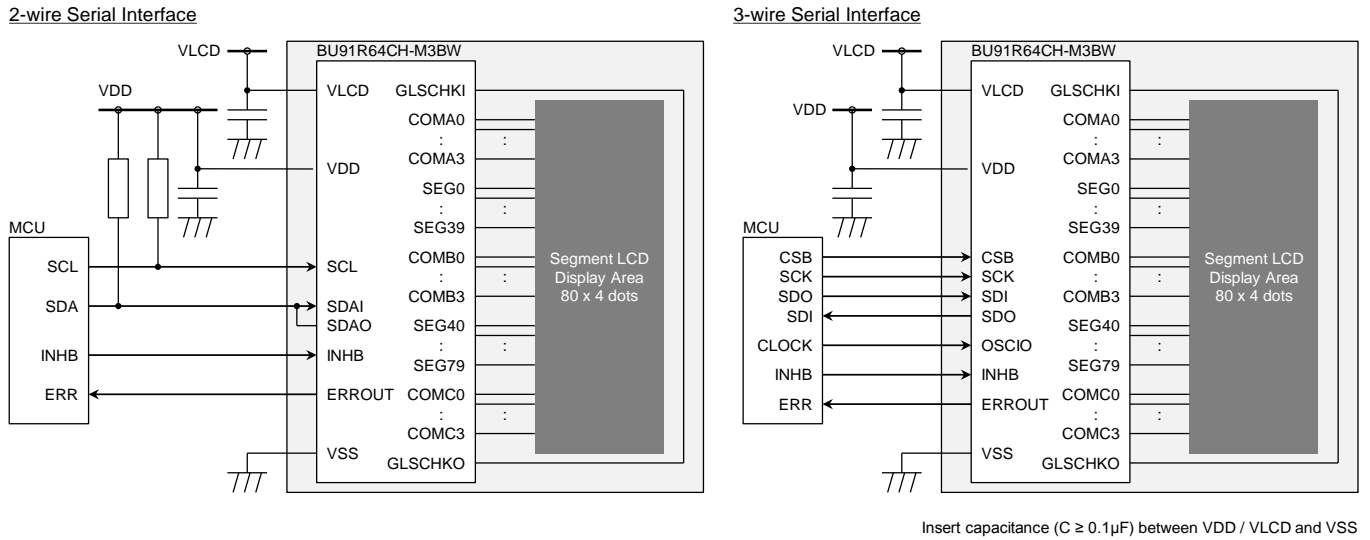 2-wire Serial Interface
VLCD
BU91R64CH-M3BW
VDD
VLCD
GLSCHKI
COMA0
:
:
COMA3
VDD
SEG0
:
:
SEG39
MCU
SCL
SCL
COMB0
:
:
COMB3
SDA
SDAI
SDAO
SEG40
:
:
SEG79
INHB
INHB
ERR
ERROUT
COMC0
:
:
COMC3
VSS
GLSCHKO
Segment LCD
Display Area
80 x 4 dots
3-wire Serial Interface
VLCD
BU91R64CH-M3BW
VDD
VLCD
GLSCHKI
COMA0
:
:
COMA3
VDD
SEG0
:
:
SEG39
MCU
CSB
CSB
COMB0
SCK
SCK
:
:
SDO
SDI
COMB3
SDI
SDO
SEG40
CLOCK
OSCIO
:
:
INHB
INHB
SEG79
ERR
ERROUT
COMC0
:
:
COMC3
VSS
GLSCHKO
Segment LCD
Display Area
80 x 4 dots
Insert capacitance (C ≥ 0.1μF) between VDD / VLCD and VSS